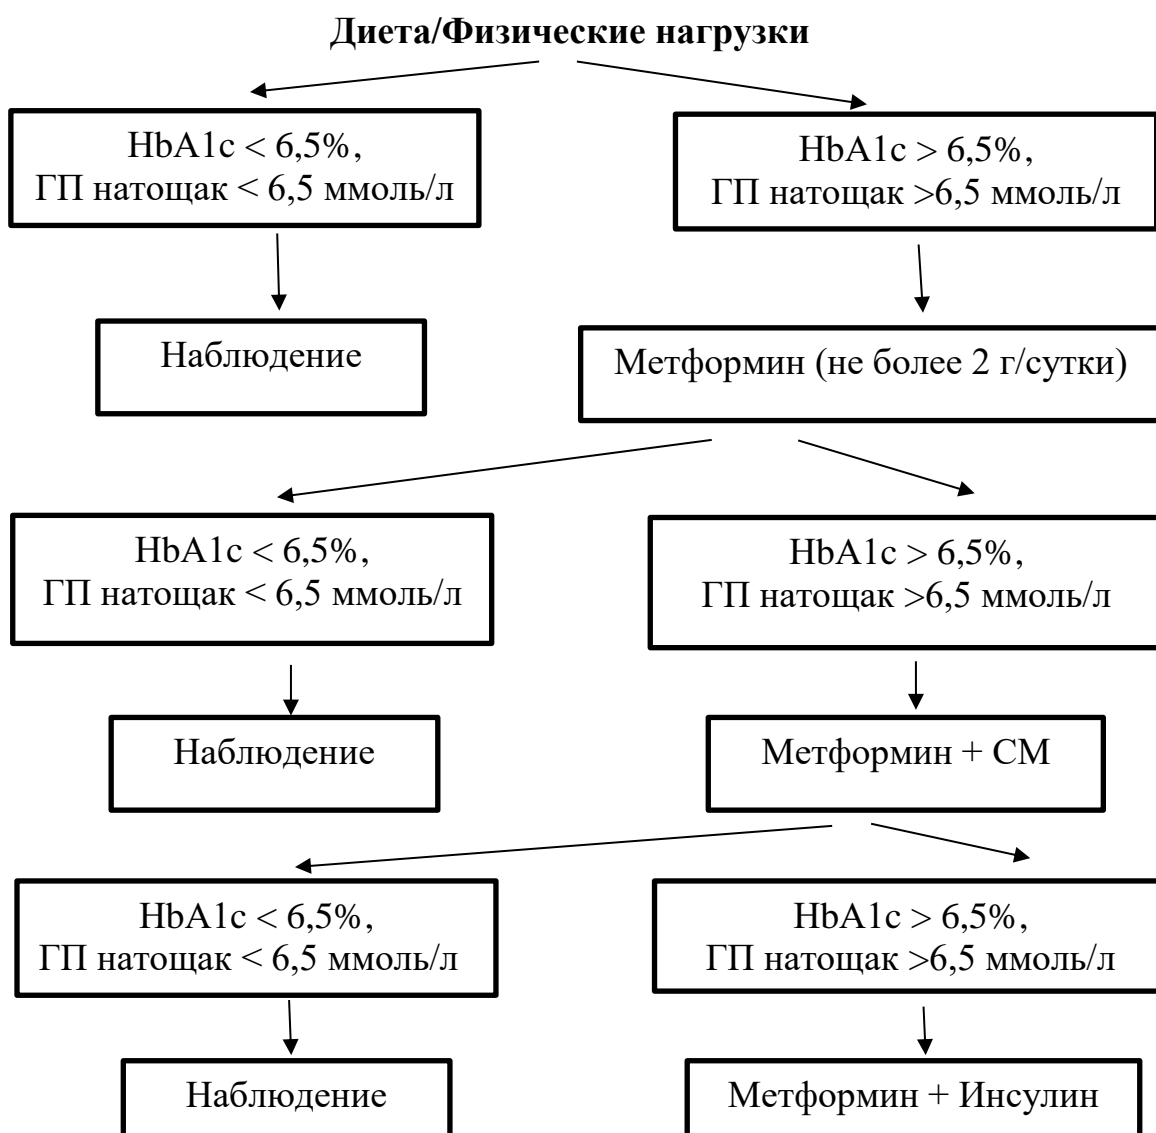 Диета/Физические нагрузки
HbA1c < 6,5%,
ГП натощак < 6,5 ммоль/л
HbA1c > 6,5%,
ГП натощак >6,5 ммоль/л
Наблюдение
Метформин (не более 2 г/сутки)
HbA1c < 6,5%,
ГП натощак < 6,5 ммоль/л
HbA1c > 6,5%,
ГП натощак >6,5 ммоль/л
Наблюдение
Метформин + СМ
HbA1c < 6,5%,
ГП натощак < 6,5 ммоль/л
HbA1c > 6,5%,
ГП натощак >6,5 ммоль/л
Наблюдение
Метформин + Инсулин